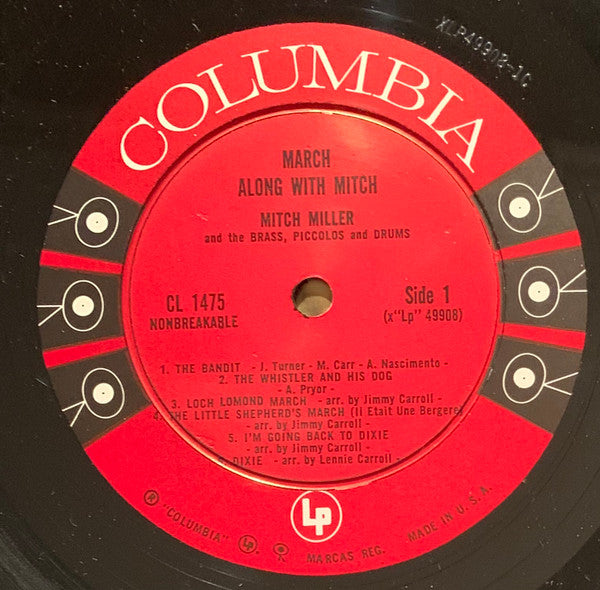 XLP49908-1C
COLUMBIA
MARCH
ALONG WITH MITCH
MITCH MILLER
and the BRASS, PICCOLOS and DRUMS
CL 1475
NONBREAKABLE
Side 1
(x"Lp" 49908)
1. THE BANDIT - J. Turner - M. Carr - A. Nascimento -
2. THE WHISTLER AND HIS DOG
- A. Pryor -
3. LOCH LOMOND MARCH - arr. by Jimmy Carroll -
4. THE LITTLE SHEPHERD'S MARCH (Il Etait Une Bergere)
- arr. by Jimmy Carroll -
5. I'M GOING BACK TO DIXIE
- arr. by Jimmy Carroll -
6. DIXIE - arr. by Lennie Carroll -
Lp
® "COLUMBIA" ®, MARCAS REG. MADE IN U. S. A.